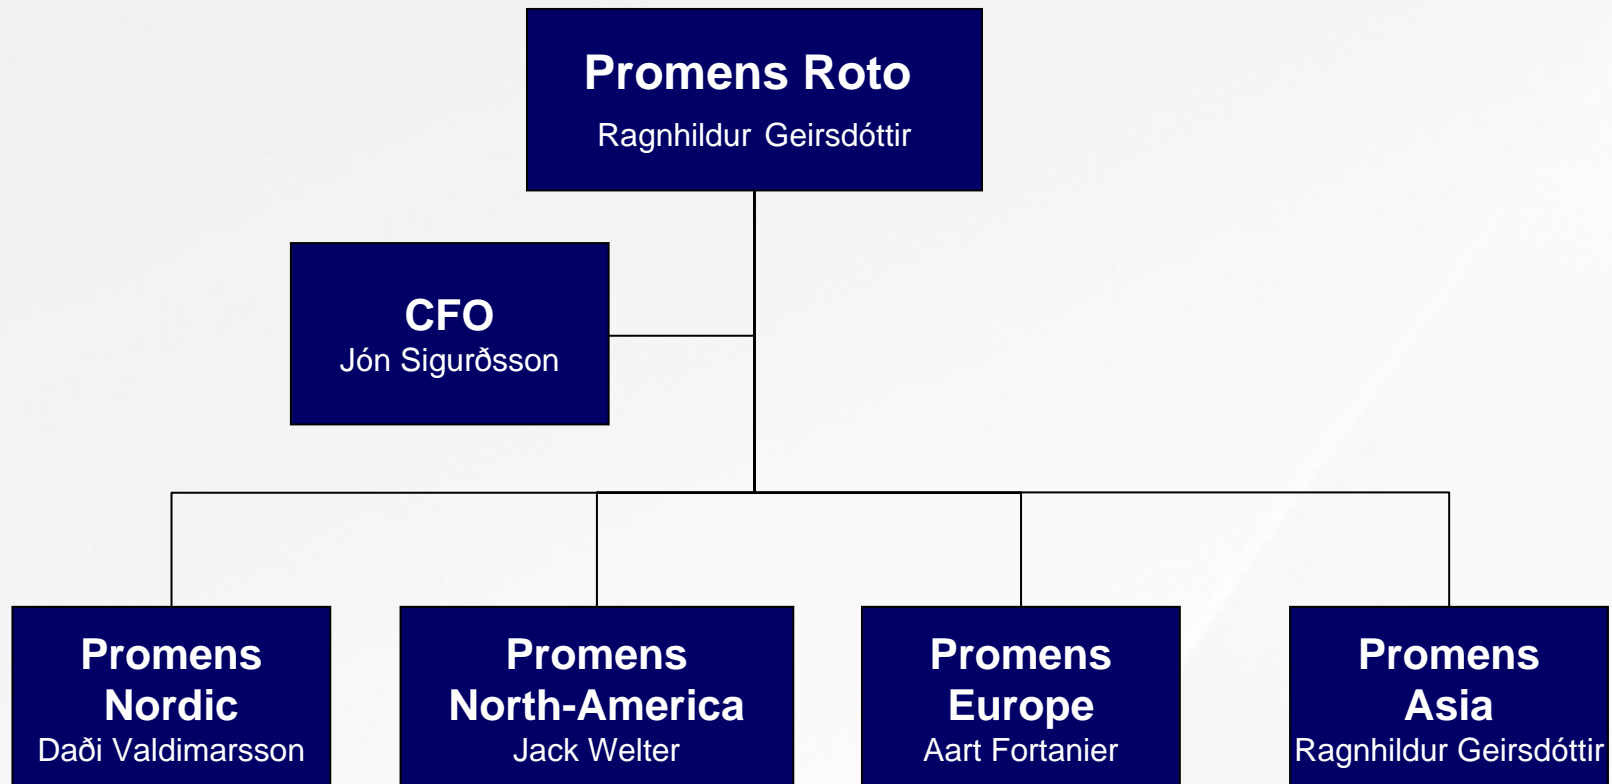 Promens Roto
Ragnhildur Geirsdóttir
CFO
Jón Sigurðsson
Promens
Nordic
Daði Valdimarsson
Promens
North-America
Jack Welter
Promens
Europe
Aart Fortanier
Promens
Asia
Ragnhildur Geirsdóttir